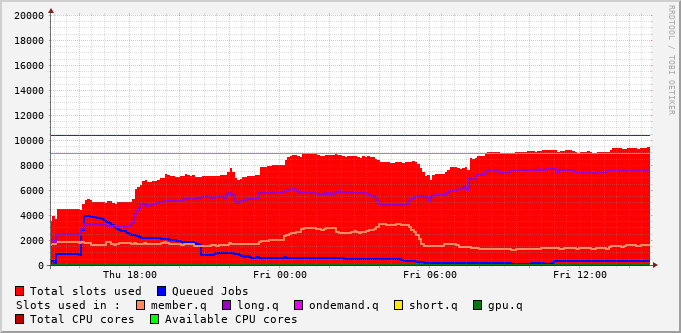 20000
18000
16000
14000
12000
10000
8000
6000
4000
2000
0
Thu 18:00 Fri 00:00 Fri 06:00 Fri 12:00
RRDTOOL / TOBI OETIKER
Total slots used Queued Jobs
Slots used in : member.q long.q ondemand.q short.q gpu.q
Total CPU cores Available CPU cores